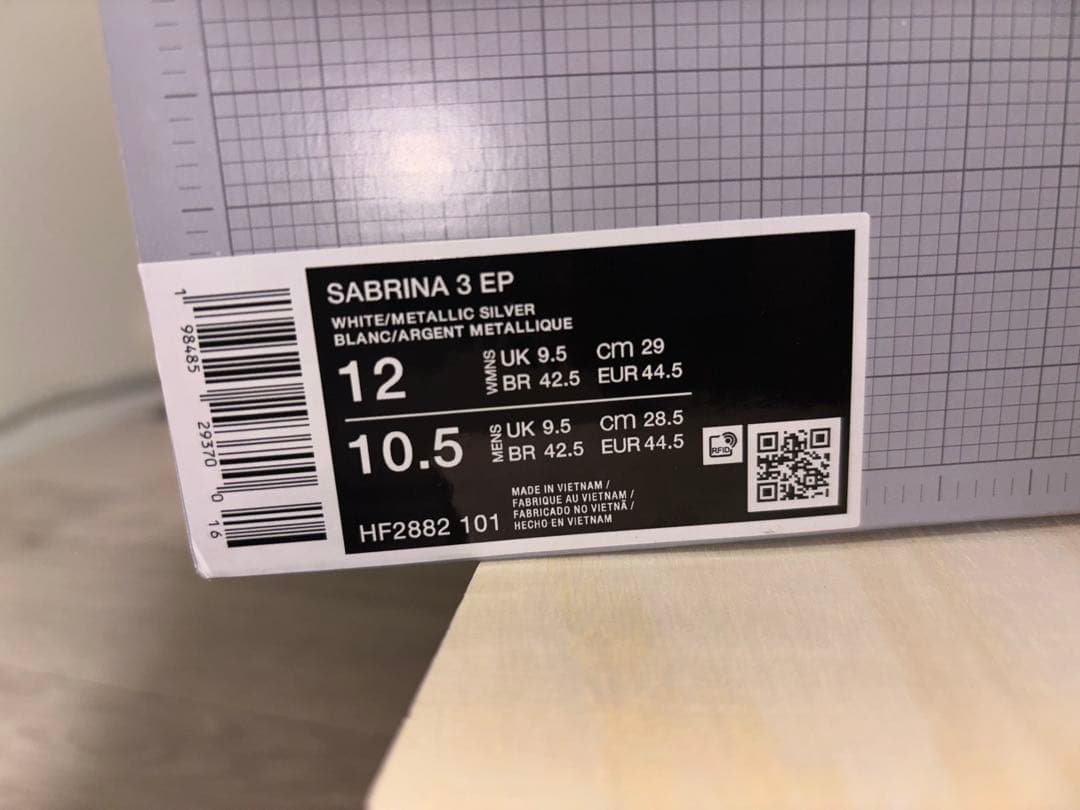 SABRINA 3 EP
WHITE/METALLIC SILVER
BLANC/ARGENT METALLIQUE
12
WMNS
UK 9.5 cm 29
BR 42.5 EUR 44.5
10.5
MENS
UK 9.5 cm 28.5
BR 42.5 EUR 44.5
RFID
MADE IN VIETNAM /
FABRIQUE AU VIETNAM /
FABRICADO NO VIETNÃ /
HECHO EN VIETNAM
HF2882 101
1 98485 29370 0 16